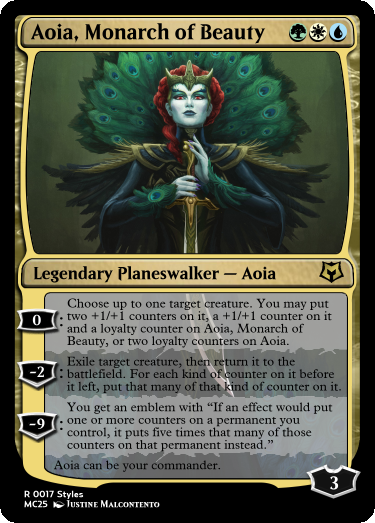 Aoia, Monarch of Beauty
Legendary Planeswalker — Aoia
0: Choose up to one target creature. You may put
two +1/+1 counters on it, a +1/+1 counter on it
and a loyalty counter on Aoia, Monarch of
Beauty, or two loyalty counters on Aoia.
-2: Exile target creature, then return it to the
battlefield. For each kind of counter on it before
it left, put that many of that kind of counter on it.
-9: You get an emblem with “If an effect would put
one or more counters on a permanent you
control, it puts five times that many of those
counters on that permanent instead.”
Aoia can be your commander.
3
R 0017 Styles
MC25 Justine Malcontento